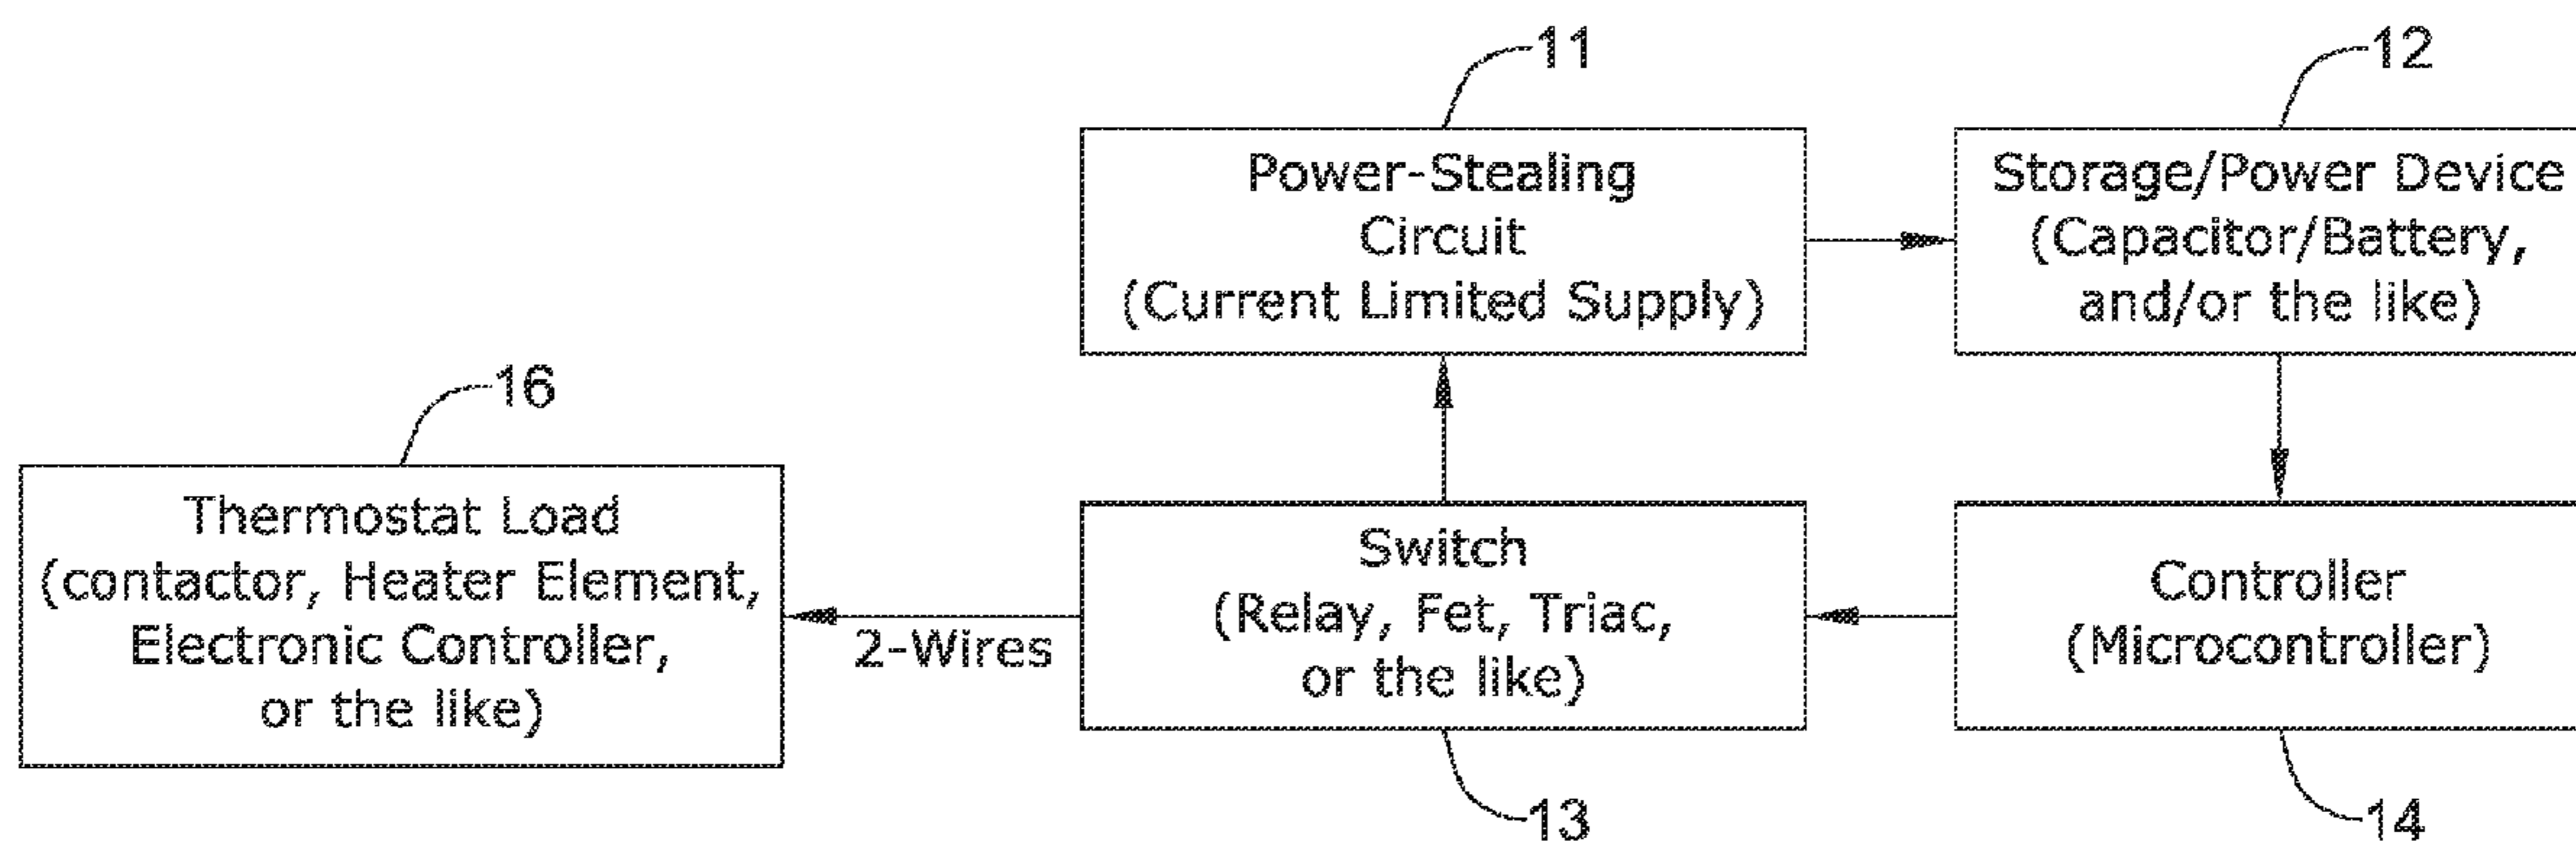 11
12
Power-Stealing
Circuit
(Current Limited Supply)
Storage/Power Device
(Capacitor/Battery,
and/or the like)
16
Thermostat Load
(contactor, Heater Element,
Electronic Controller,
or the like)
2-Wires
Switch
(Relay, Fet, Triac,
or the like)
Controller
(Microcontroller)
13
14